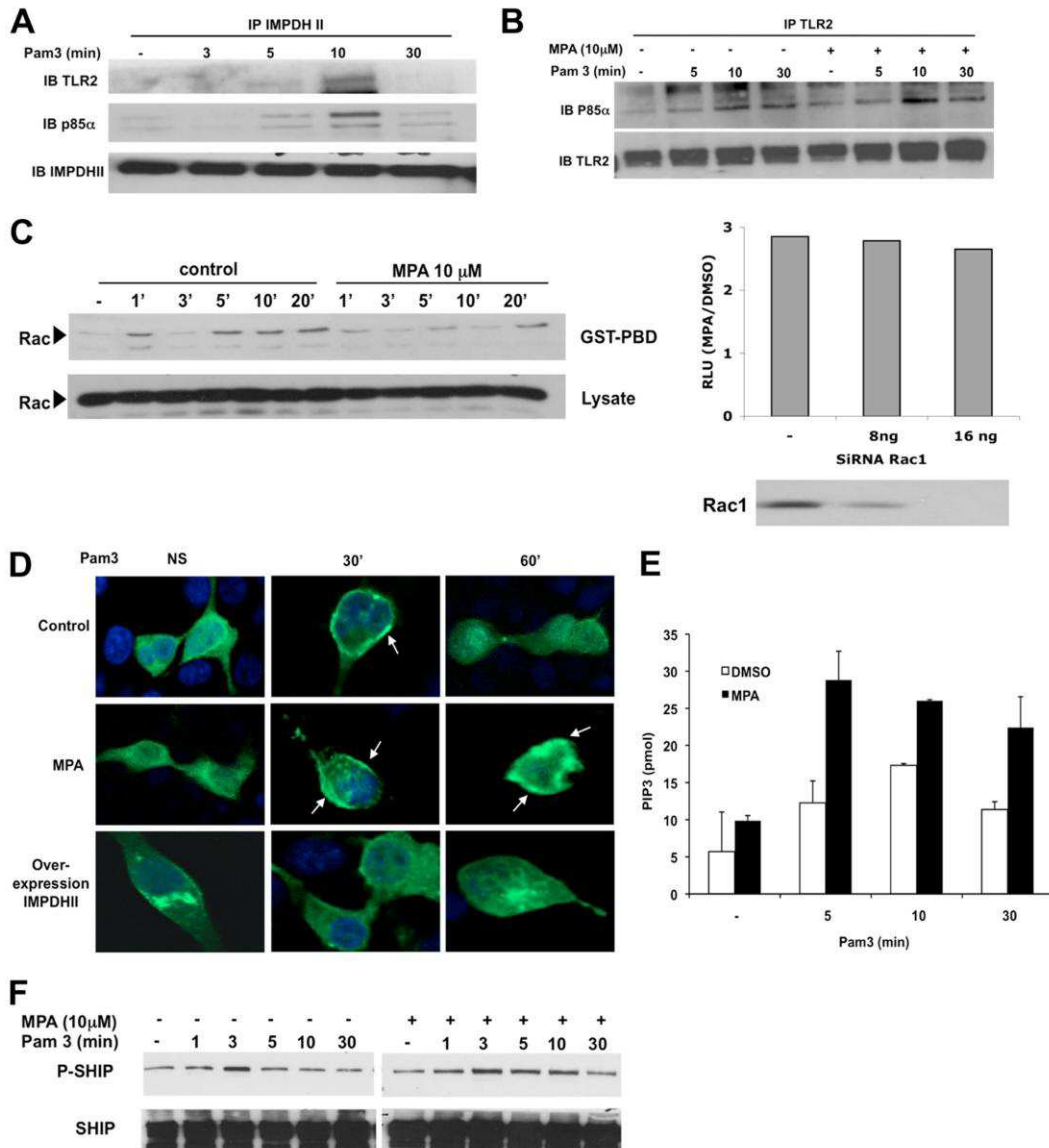 A
IP IMPDH II
Pam3 (min) - 3 5 10 30
IB TLR2
IB p85α
IB IMPDHII
B
IP TLR2
MPA (10μM) - - - - + + + +
Pam 3 (min) - 5 10 30 - 5 10 30
IB P85α
IB TLR2
C
control MPA 10 μM
- 1’ 3’ 5’ 10’ 20’ 1’ 3’ 5’ 10’ 20’
Rac GST-PBD
Rac Lysate
RLU (MPA/DMSO)
3
2
1
0
- 8ng 16 ng
SiRNA Rac1
Rac1
D
Pam3 NS 30’ 60’
Control
MPA
Over-
expression
IMPDHII
E
PIP3 (pmol)
35
30
25
20
15
10
5
0
DMSO
MPA
- 5 10 30
Pam3 (min)
F
MPA (10μM) - - - - - - + + + + + +
Pam 3 (min) - 1 3 5 10 30 - 1 3 5 10 30
P-SHIP
SHIP